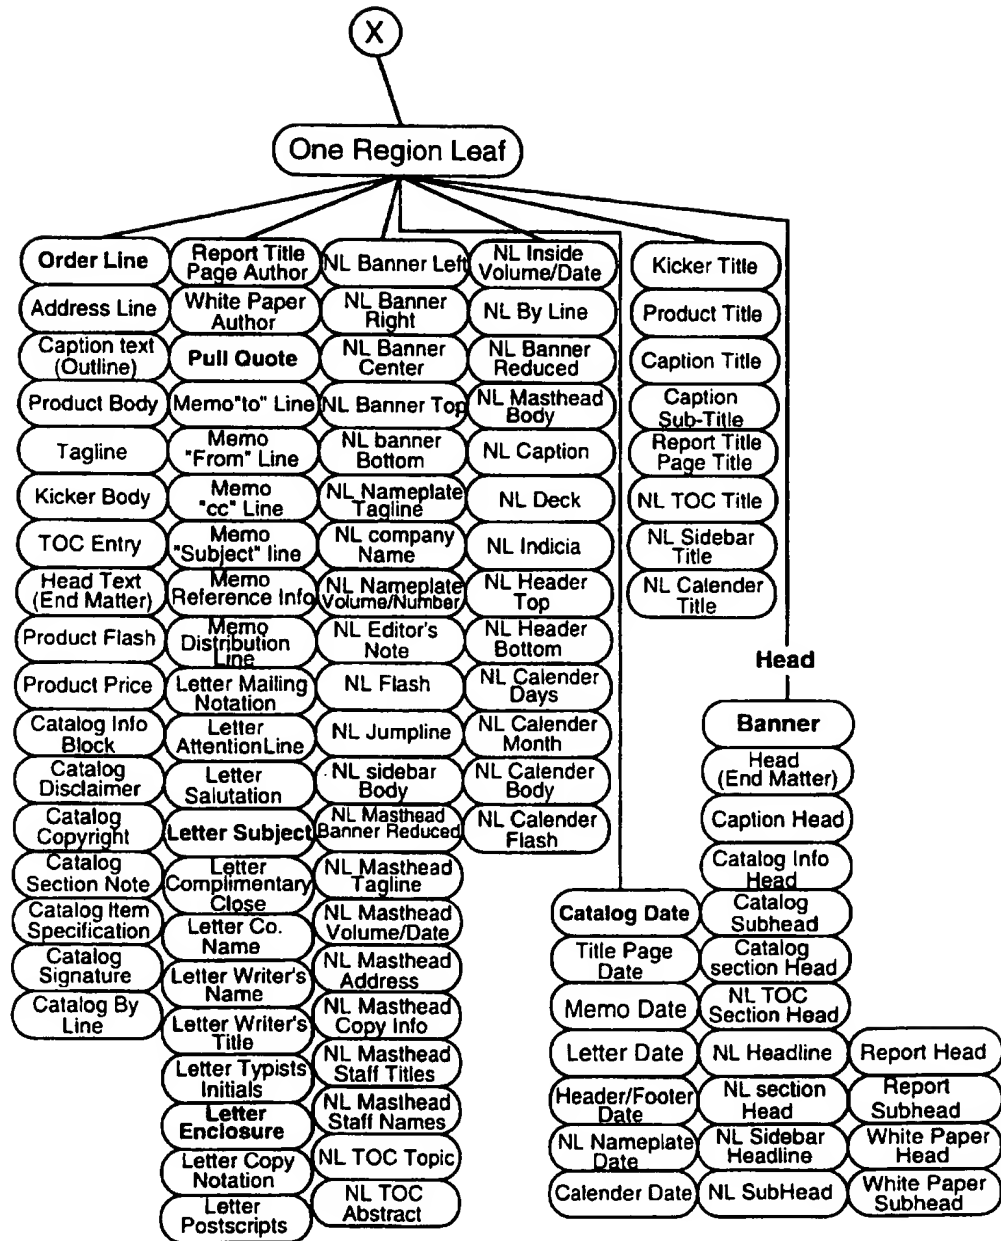 X
One Region Leaf
Order Line
Address Line
Caption text
(Outline)
Product Body
Tagline
Kicker Body
TOC Entry
Head Text
(End Matter)
Product Flash
Product Price
Catalog Info
Block
Catalog
Disclaimer
Catalog
Copyright
Catalog
Section Note
Catalog Item
Specification
Catalog
Signature
Catalog By
Line
Report Title
Page Author
White Paper
Author
Pull Quote
Memo"to" Line
Memo
"From" Line
Memo
"cc" Line
Memo
"Subject" line
Memo
Reference Info
Memo
Distribution
Line
Letter Mailing
Notation
Letter
AttentionLine
Letter
Salutation
Letter Subject
Letter
Complimentary
Close
Letter Co.
Name
Letter Writer's
Name
Letter Writer's
Title
Letter Typists
Initials
Letter
Enclosure
Letter Copy
Notation
Letter
Postscripts
NL Banner Left
NL Banner
Right
NL Banner
Center
NL Banner Top
NL banner
Bottom
NL Nameplate
Tagline
NL company
Name
NL Nameplate
Volume/Number
NL Editor's
Note
NL Flash
NL Jumpline
NL sidebar
Body
NL Masthead
Banner Reduced
NL Masthead
Tagline
NL Masthead
Volume/Date
NL Masthead
Address
NL Masthead
Copy Info
NL Masthead
Staff Titles
NL Masthead
Staff Names
NL TOC Topic
NL TOC
Abstract
NL Inside
Volume/Date
NL By Line
NL Banner
Reduced
NL Masthead
Body
NL Caption
NL Deck
NL Indicia
NL Header
Top
NL Header
Bottom
NL Calender
Days
NL Calender
Month
NL Calender
Body
NL Calender
Flash
Kicker Title
Product Title
Caption Title
Caption
Sub-Title
Report Title
Page Title
NL TOC Title
NL Sidebar
Title
NL Calender
Title
Catalog Date
Title Page
Date
Memo Date
Letter Date
Header/Footer
Date
NL Nameplate
Date
Calender Date
Head
Banner
Head
(End Matter)
Caption Head
Catalog Info
Head
Catalog
Subhead
Catalog
section Head
NL TOC
Section Head
NL Headline
NL section
Head
NL Sidebar
Headline
NL SubHead
Report Head
Report
Subhead
White Paper
Head
White Paper
Subhead